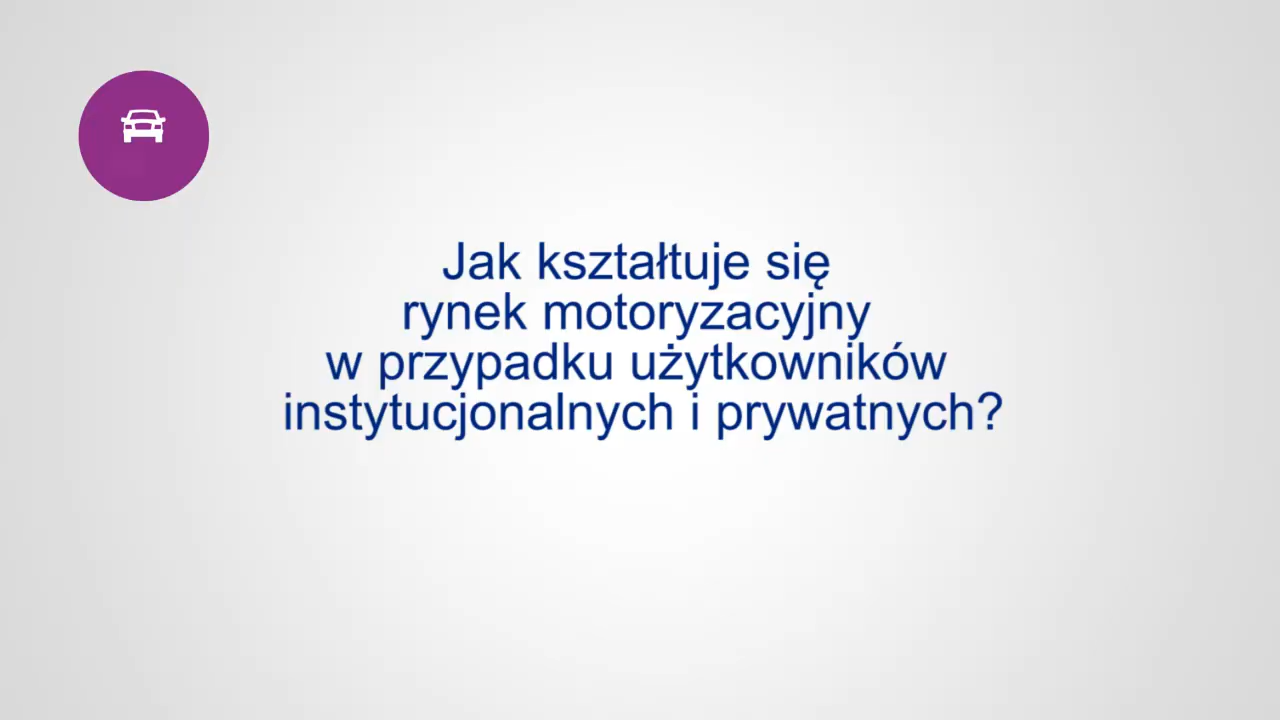 Jak kształtuje się
rynek motoryzacyjny
w przypadku użytkowników
instytucjonalnych i prywatnych?